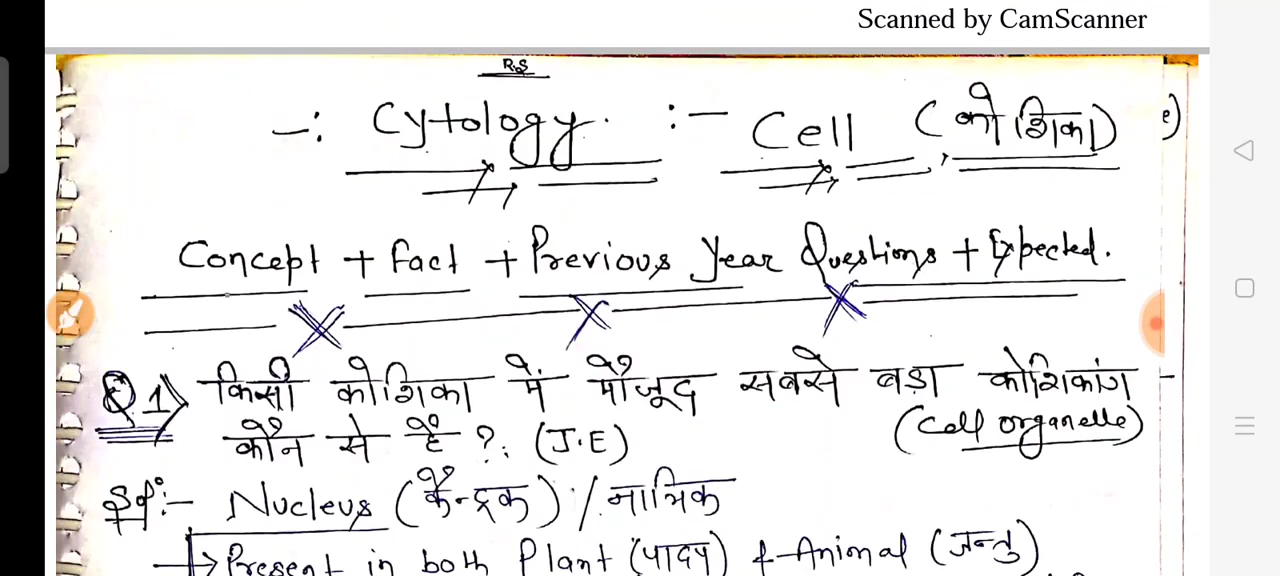 Scanned by CamScanner
R.S
-: Cytology :- Cell (कोशिका)
Concept + fact + Previous Year Questions + Expected.
Q.1> किसी कोशिका में मौजूद सबसे बड़ा कोशिकांग -
कौन से है ?. (J.E) (Cell organelle)
Sol:- Nucleus (केन्द्रक) / नाभिक
→ Present in both Plant (पादप) & Animal (जन्तु)